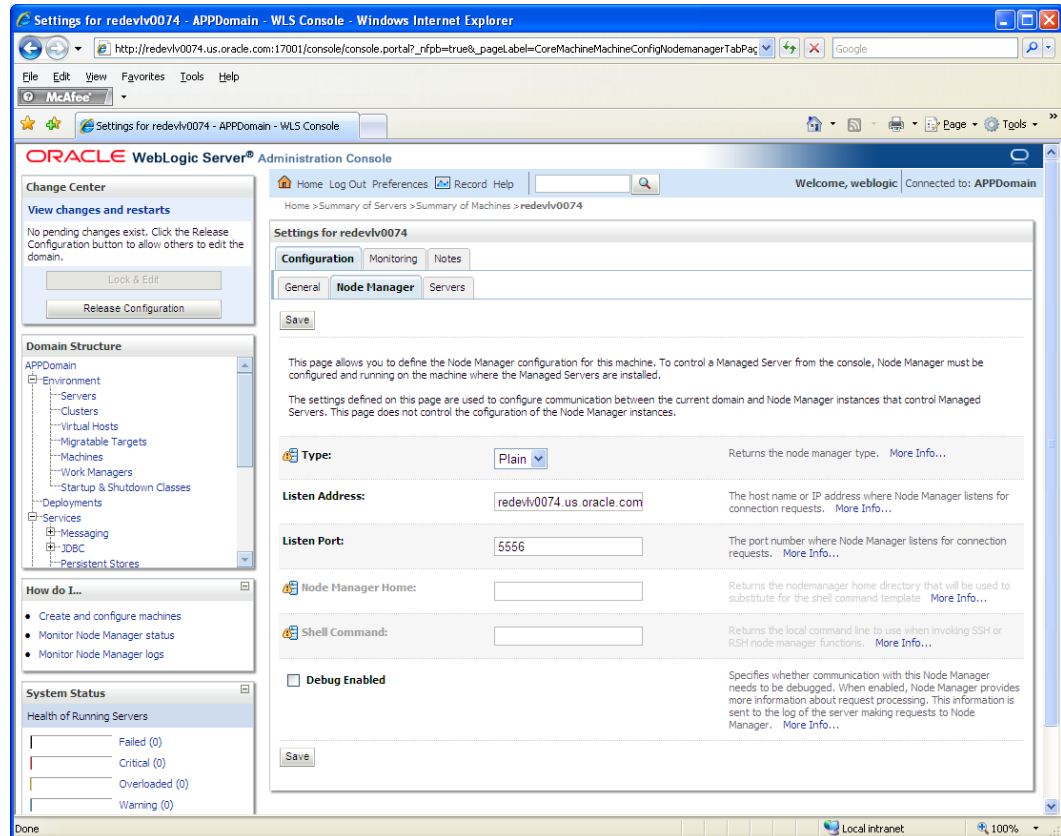 Settings for redevlv0074 - APPDomain - WLS Console - Windows Internet Explorer
http://redevlv0074.us.oracle.com:17001/console/console.portal?_nfpb=true&_pageLabel=CoreMachineMachineConfigNodemanagerTabPag
Google
File Edit View Favorites Tools Help
McAfee
Settings for redevlv0074 - APPDomain - WLS Console
Page Tools
ORACLE WebLogic Server® Administration Console
Change Center
View changes and restarts
No pending changes exist. Click the Release
Configuration button to allow others to edit the
domain.
Lock & Edit
Release Configuration
Domain Structure
APPDomain
Environment
Servers
Clusters
Virtual Hosts
Migratable Targets
Machines
Work Managers
Startup & Shutdown Classes
Deployments
Services
Messaging
JDBC
Persistent Stores
How do I...
Create and configure machines
Monitor Node Manager status
Monitor Node Manager logs
System Status
Health of Running Servers
Failed (0)
Critical (0)
Overloaded (0)
Warning (0)
Home Log Out Preferences Record Help
Welcome, weblogic Connected to: APPDomain
Home >Summary of Servers >Summary of Machines >redevlv0074
Settings for redevlv0074
Configuration Monitoring Notes
General Node Manager Servers
Save
This page allows you to define the Node Manager configuration for this machine. To control a Managed Server from the console, Node Manager must be
configured and running on the machine where the Managed Servers are installed.
The settings defined on this page are used to configure communication between the current domain and Node Manager instances that control Managed
Servers. This page does not control the cofiguration of the Node Manager instances.
Type: Plain Returns the node manager type. More Info...
Listen Address: redevlv0074.us.oracle.com The host name or IP address where Node Manager listens for
connection requests. More Info...
Listen Port: 5556 The port number where Node Manager listens for connection
requests. More Info...
Node Manager Home: Returns the nodemanager home directory that will be used to
substitute for the shell command template More Info...
Shell Command: Returns the local command line to use when invoking SSH or
RSH node manager functions. More Info...
Debug Enabled Specifies whether communication with this Node Manager
needs to be debugged. When enabled, Node Manager provides
more information about request processing. This information is
sent to the log of the server making requests to Node
Manager. More Info...
Save
Done Local intranet 100%